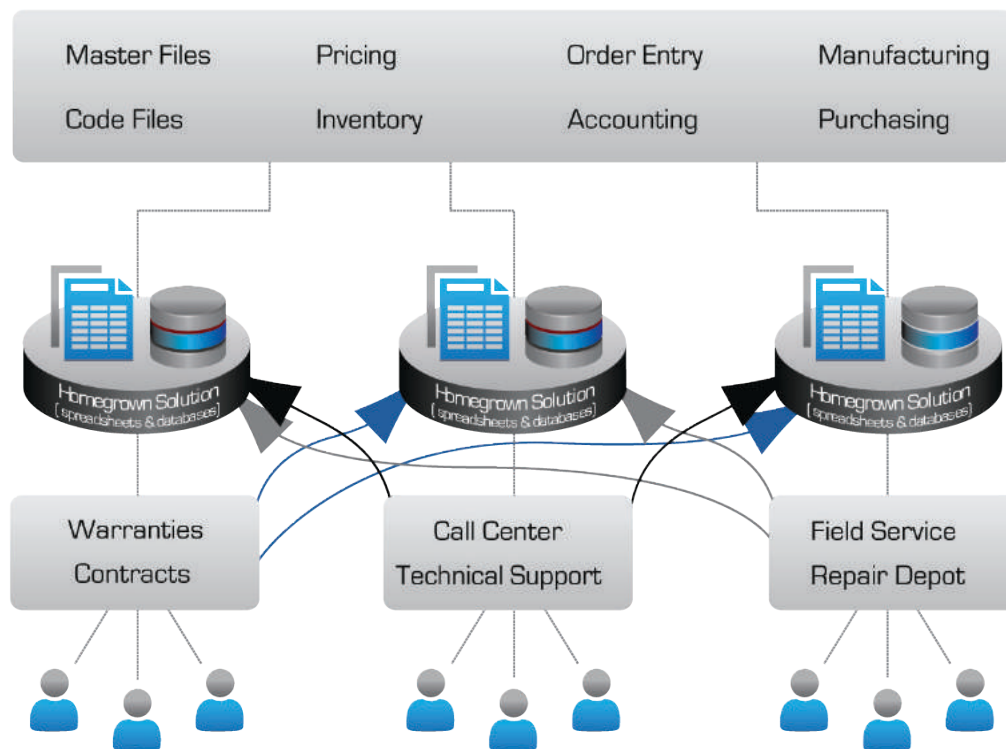 Master Files Pricing Order Entry Manufacturing
Code Files Inventory Accounting Purchasing
Homegrown Solution
[ spreadsheets & databases]
Homegrown Solution
[ spreadsheets & databases]
Homegrown Solution
[ spreadsheets & databases]
Warranties
Contracts
Call Center
Technical Support
Field Service
Repair Depot